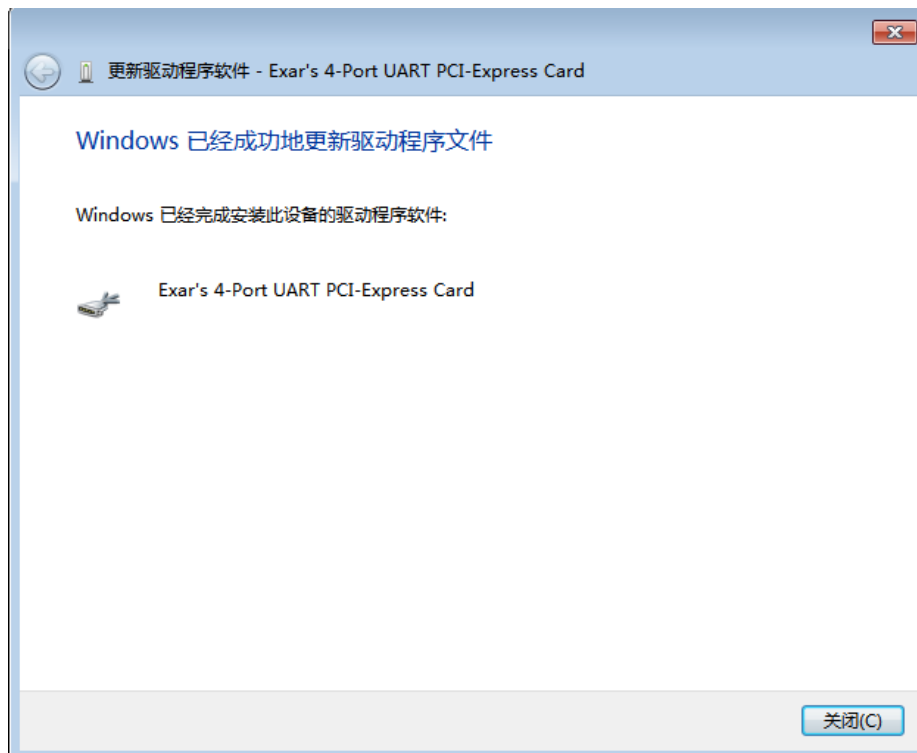 更新驱动程序软件 - Exar's 4-Port UART PCI-Express Card
Windows 已经成功地更新驱动程序文件
Windows 已经完成安装此设备的驱动程序软件:
Exar's 4-Port UART PCI-Express Card
关闭(C)